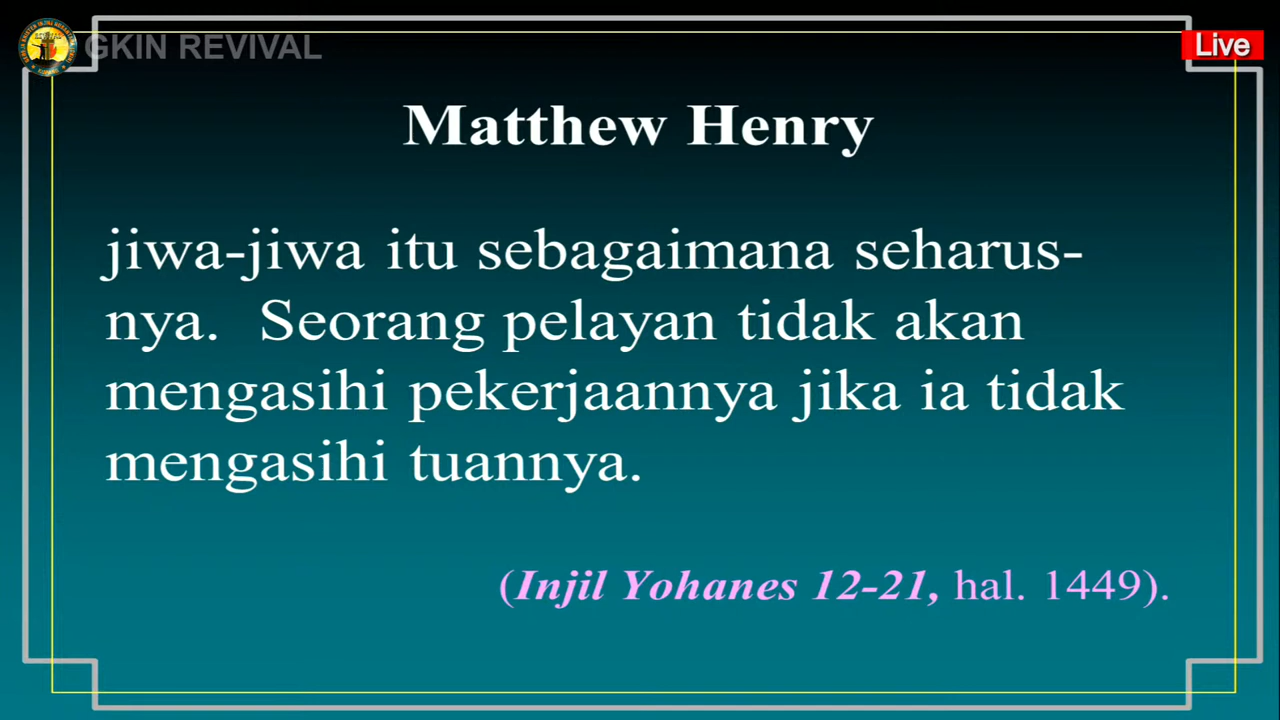 GKIN REVIVAL
Live
Matthew Henry
jiwa-jiwa itu sebagaimana seharus-
nya. Seorang pelayan tidak akan
mengasihi pekerjaannya jika ia tidak
mengasihi tuannya.
(Injil Yohanes 12-21, hal. 1449).